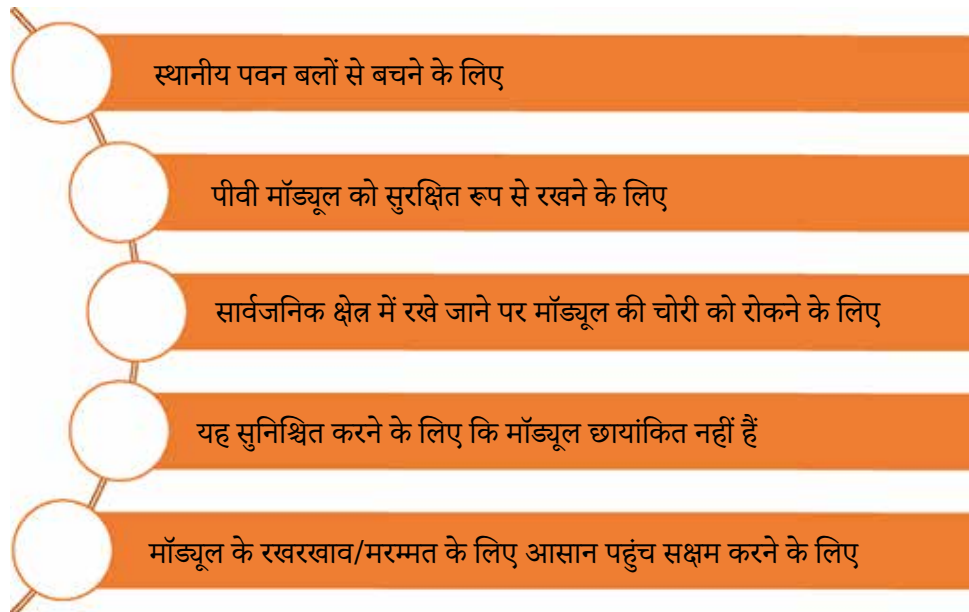 स्थानीय पवन बलों से बचने के लिए
पीवी मॉड्यूल को सुरक्षित रूप से रखने के लिए
सार्वजनिक क्षेत्र में रखे जाने पर मॉड्यूल की चोरी को रोकने के लिए
यह सुनिश्चित करने के लिए कि मॉड्यूल छायांकित नहीं हैं
मॉड्यूल के रखरखाव/मरम्मत के लिए आसान पहुंच सक्षम करने के लिए